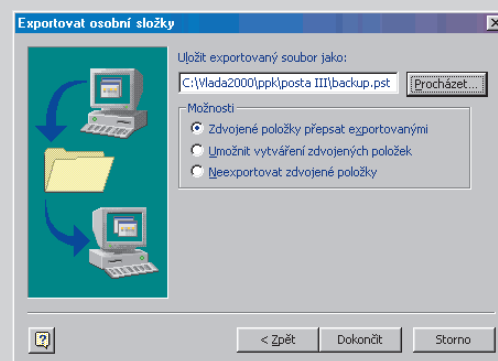 Exportovat osobní složky
Uložit exportovaný soubor jako:
C:\Vlada2000\ppk\posta III\backup.pst
Procházet...
Možnosti
Zdvojené položky přepsat exportovanými
Umožnit vytváření zdvojených položek
Neexportovat zdvojené položky
?
< Zpět
Dokončit
Storno